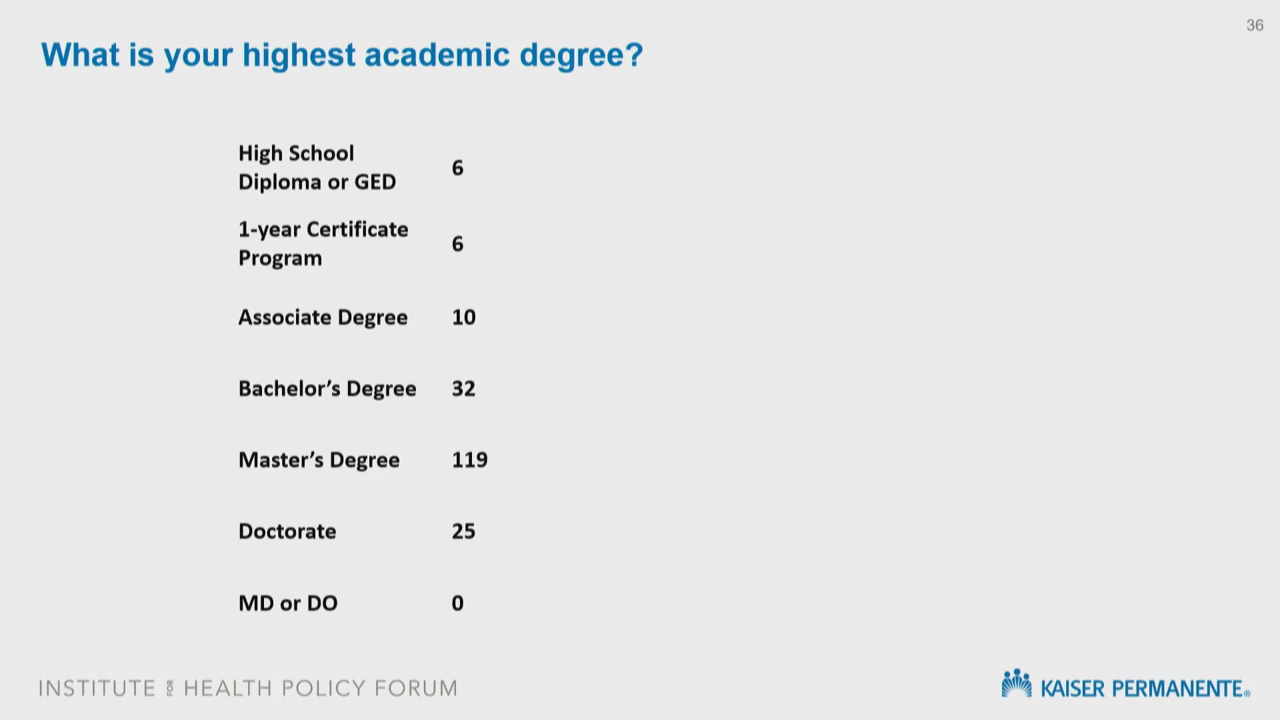 36
What is your highest academic degree?
High School
Diploma or GED
6
1-year Certificate
Program
6
Associate Degree 10
Bachelor’s Degree 32
Master’s Degree 119
Doctorate 25
MD or DO 0
INSTITUTE FOR HEALTH POLICY FORUM
KAISER PERMANENTE®